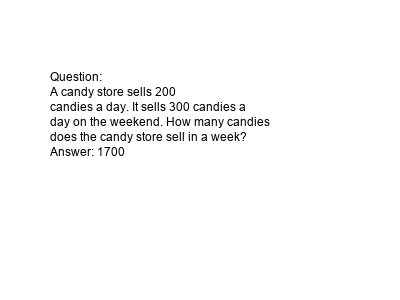 Question:
A candy store sells 200
candies a day. It sells 300 candies a
day on the weekend. How many candies
does the candy store sell in a week?
Answer: 1700